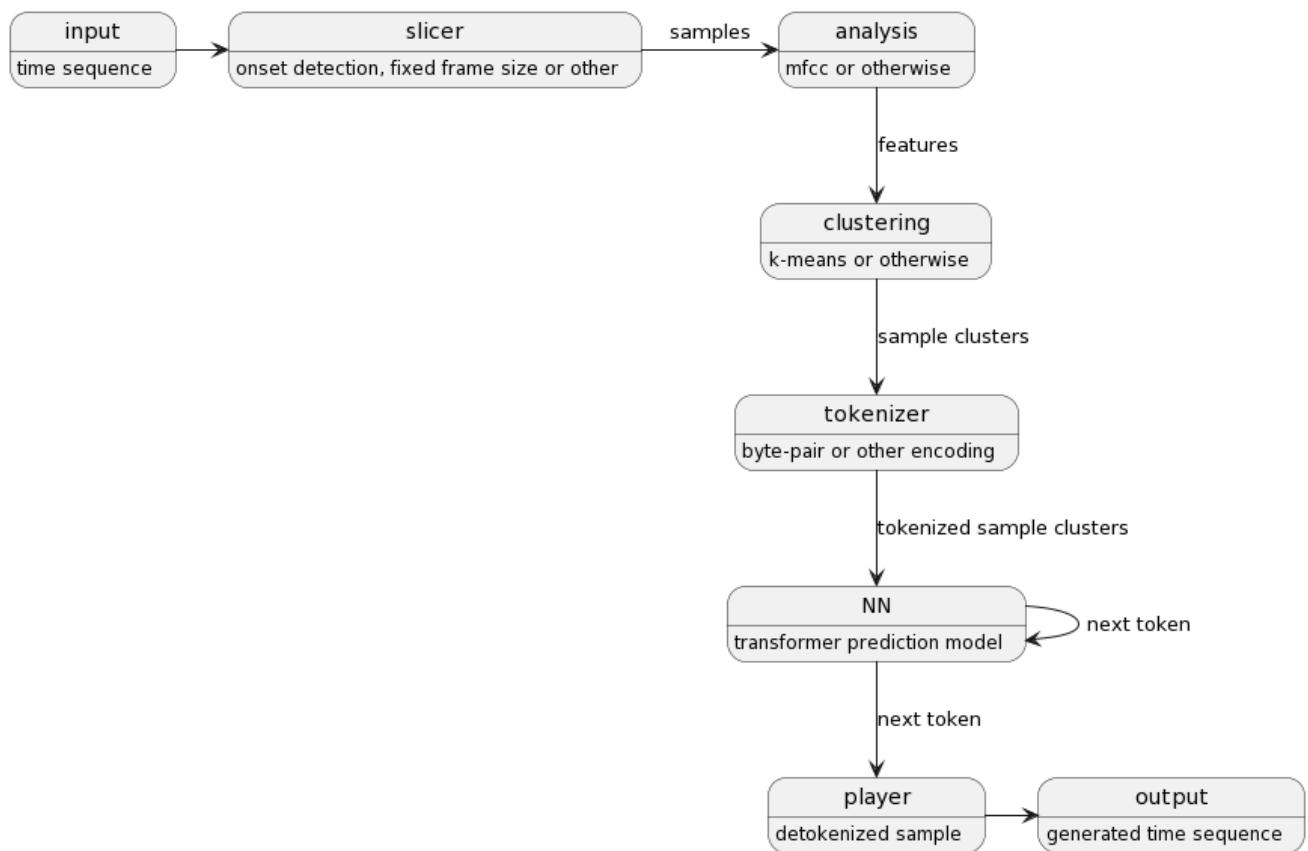 input
time sequence
slicer
onset detection, fixed frame size or other
samples
analysis
mfcc or otherwise
features
clustering
k-means or otherwise
sample clusters
tokenizer
byte-pair or other encoding
tokenized sample clusters
NN
transformer prediction model
next token
next token
player
detokenized sample
output
generated time sequence